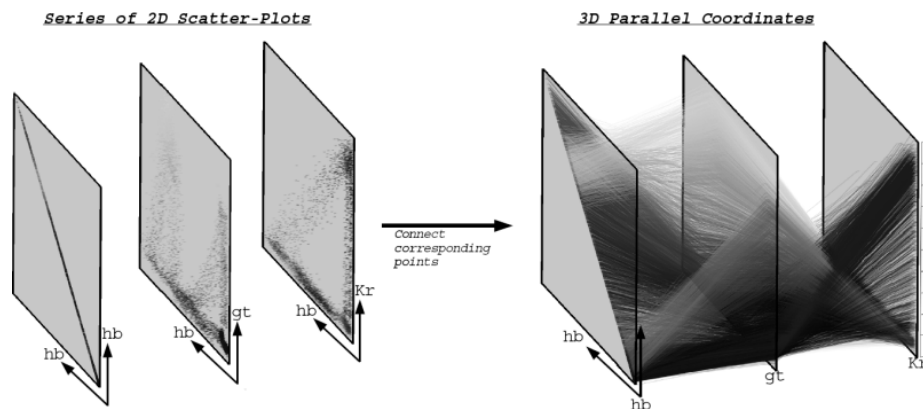 Series of 2D Scatter-Plots
3D Parallel Coordinates
Connect
corresponding
points
hb
hb
hb
gt
hb
Kr
hb
hb
gt
Kr